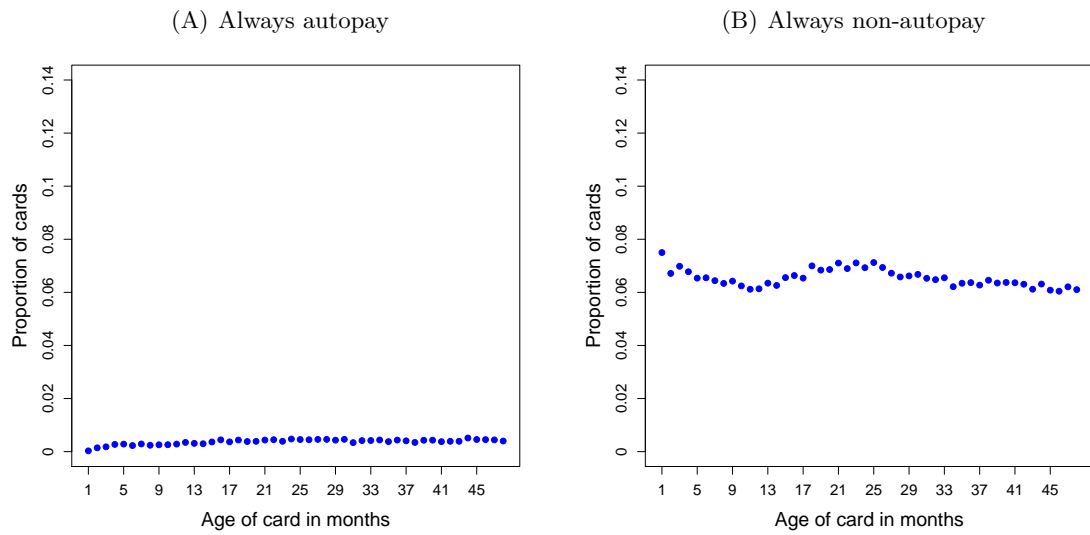 (A) Always autopay
0.14
0.12
0.1
0.08
0.06
0.04
0.02
0
Proportion of cards
1 5 9 13 17 21 25 29 33 37 41 45
Age of card in months
(B) Always non-autopay
0.14
0.12
0.1
0.08
0.06
0.04
0.02
0
Proportion of cards
1 5 9 13 17 21 25 29 33 37 41 45
Age of card in months